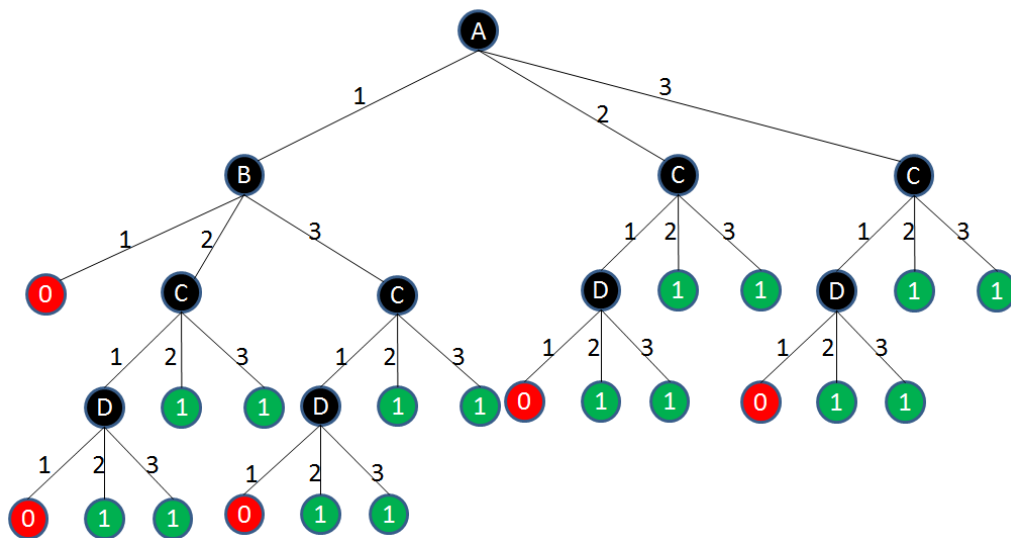 A
1 2 3
B C C
1 2 3 1 2 3 1 2 3
0 C C D 1 1 D 1 1
1 2 3 1 2 3 1 2 3 1 2 3
D 1 1 D 1 1 0 1 1 0 1 1
1 2 3 1 2 3
0 1 1 0 1 1